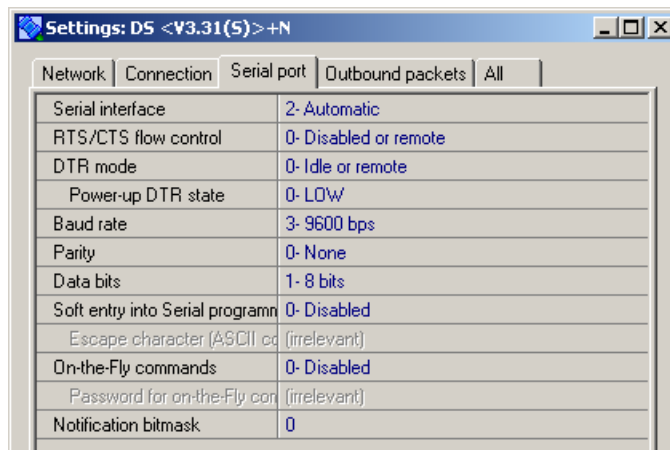 Settings: DS <V3.31(S)>+N
Network Connection Serial port Outbound packets All
Serial interface 2- Automatic
RTS/CTS flow control 0- Disabled or remote
DTR mode 0- Idle or remote
Power-up DTR state 0- LOW
Baud rate 3- 9600 bps
Parity 0- None
Data bits 1- 8 bits
Soft entry into Serial programn 0- Disabled
Escape character (ASCII co (irrelevant)
On-the-Fly commands 0- Disabled
Password for on-the-Fly con (irrelevant)
Notification bitmask 0